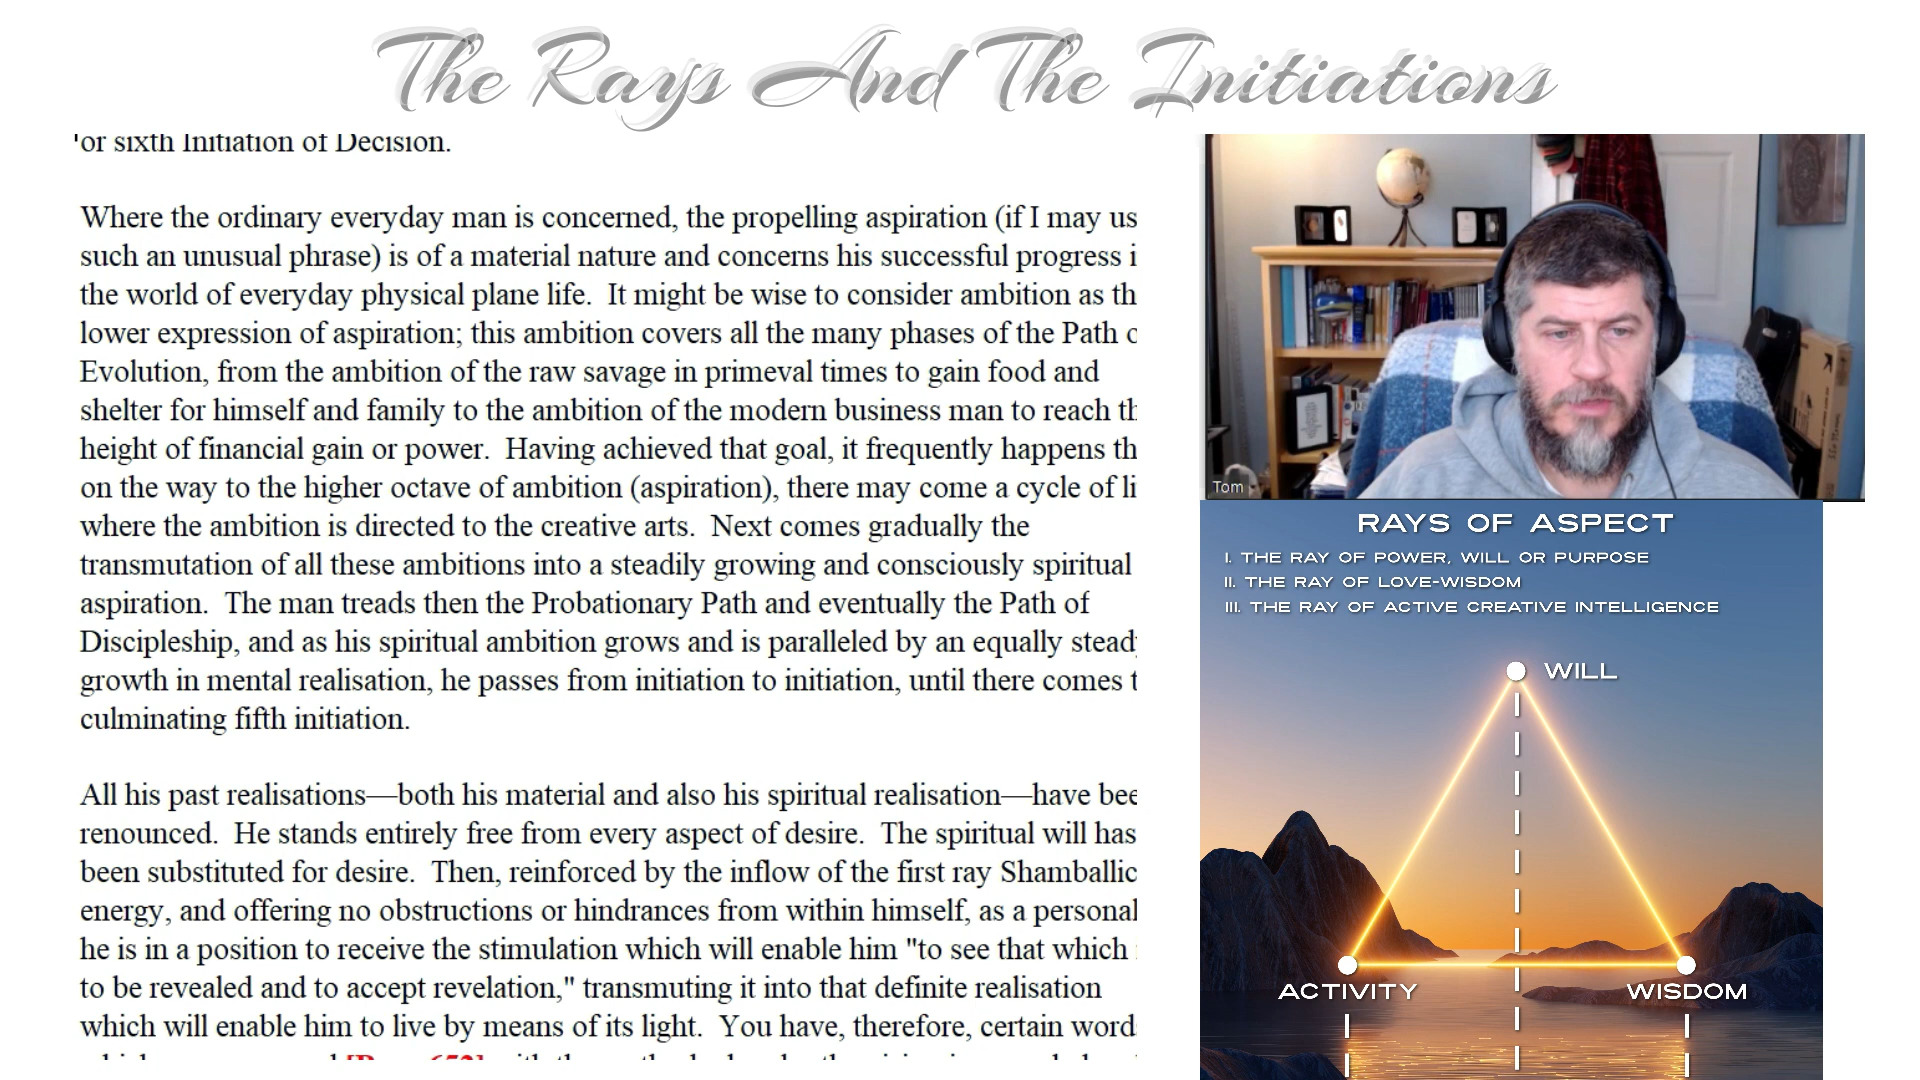 The Rays And The Initiations
or sixth Initiation of Decision.
Where the ordinary everyday man is concerned, the propelling aspiration (if I may us
such an unusual phrase) is of a material nature and concerns his successful progress i
the world of everyday physical plane life.  It might be wise to consider ambition as th
lower expression of aspiration; this ambition covers all the many phases of the Path o
Evolution, from the ambition of the raw savage in primeval times to gain food and
shelter for himself and family to the ambition of the modern business man to reach th
height of financial gain or power.  Having achieved that goal, it frequently happens th
on the way to the higher octave of ambition (aspiration), there may come a cycle of li
where the ambition is directed to the creative arts.  Next comes gradually the
transmutation of all these ambitions into a steadily growing and consciously spiritual
aspiration.  The man treads then the Probationary Path and eventually the Path of
Discipleship, and as his spiritual ambition grows and is paralleled by an equally steady
growth in mental realisation, he passes from initiation to initiation, until there comes t
culminating fifth initiation.
All his past realisations—both his material and also his spiritual realisation—have bee
renounced.  He stands entirely free from every aspect of desire.  The spiritual will has
been substituted for desire.  Then, reinforced by the inflow of the first ray Shamballic
energy, and offering no obstructions or hindrances from within himself, as a personal
he is in a position to receive the stimulation which will enable him "to see that which
to be revealed and to accept revelation," transmuting it into that definite realisation
which will enable him to live by means of its light.  You have, therefore, certain word
Tom
RAYS OF ASPECT
I. THE RAY OF POWER, WILL OR PURPOSE
II. THE RAY OF LOVE-WISDOM
III. THE RAY OF ACTIVE CREATIVE INTELLIGENCE
WILL
ACTIVITY
WISDOM